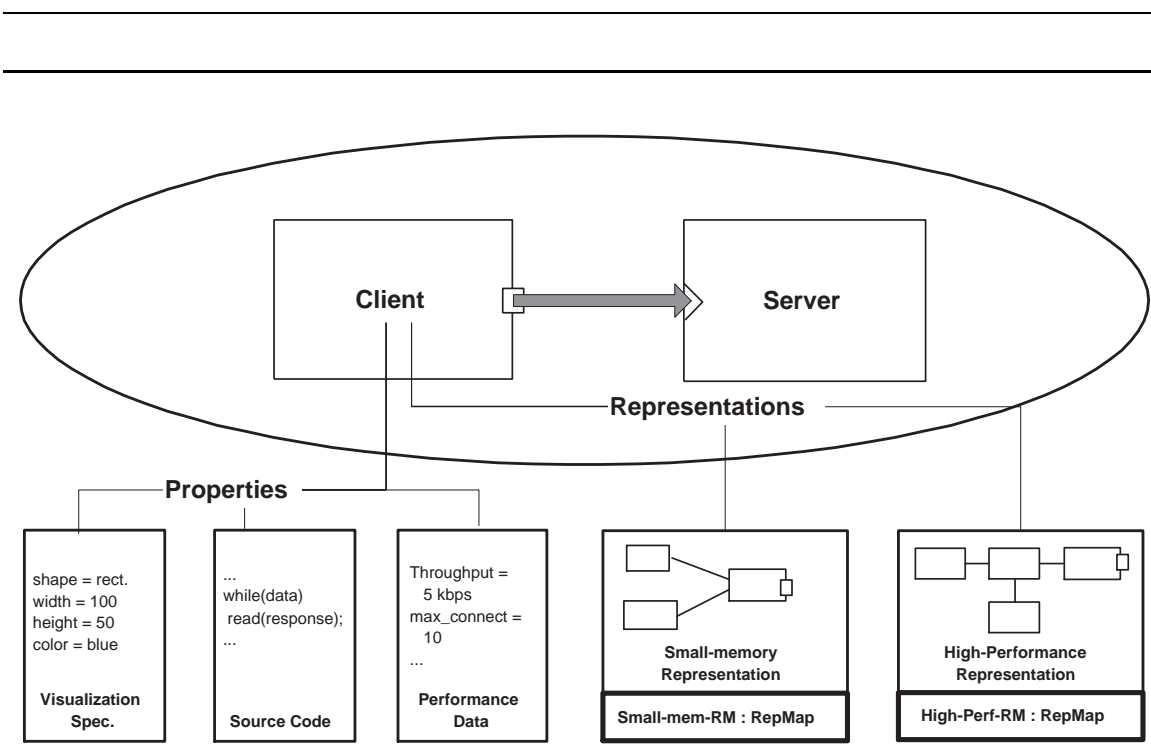 Client
Server
Representations
Properties
shape = rect.
width = 100
height = 50
color = blue
Visualization
Spec.
...
while(data)
read(response);
...
Source Code
Throughput =
5 kbps
max_connect =
10
...
Performance
Data
Small-memory
Representation
Small-mem-RM : RepMap
High-Performance
Representation
High-Perf-RM : RepMap